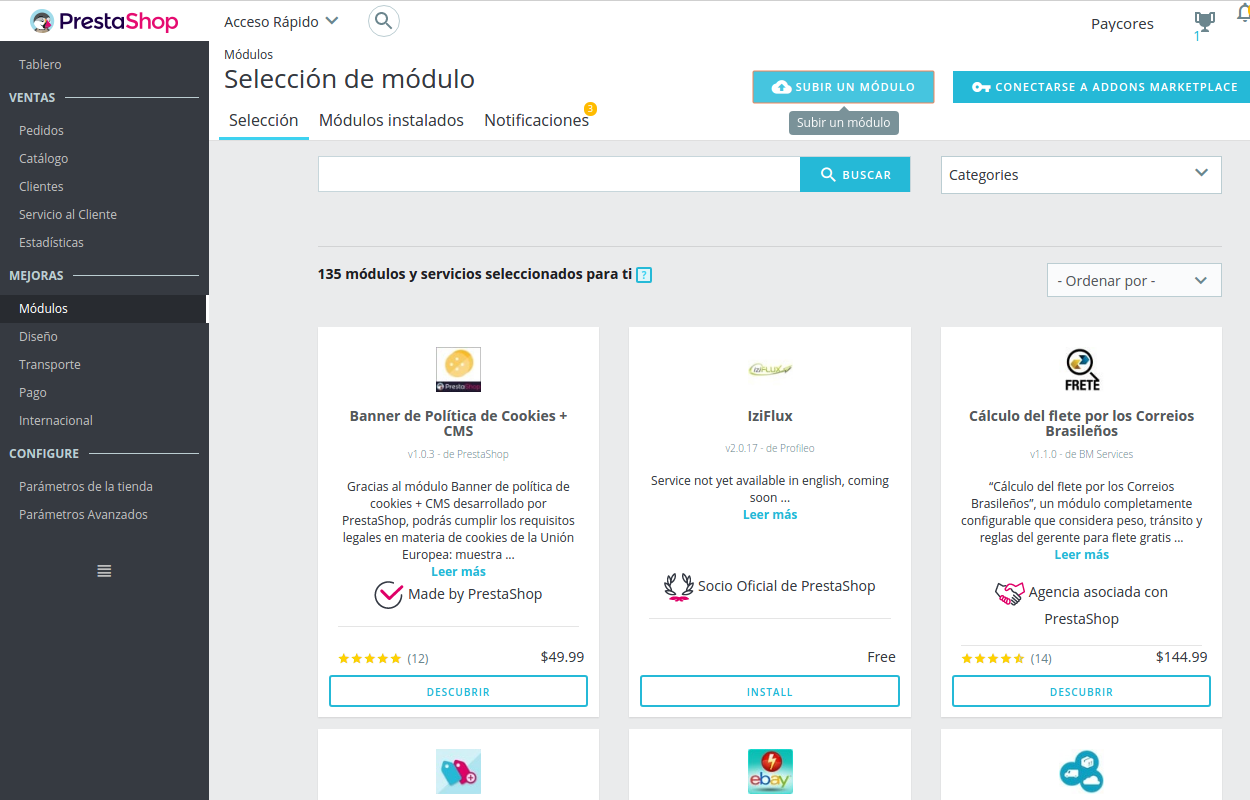 PrestaShop
Acceso Rápido
Paycores
1
Tablero
VENTAS
Pedidos
Catálogo
Clientes
Servicio al Cliente
Estadísticas
MEJORAS
Módulos
Diseño
Transporte
Pago
Internacional
CONFIGURE
Parámetros de la tienda
Parámetros Avanzados
Módulos
Selección de módulo
SUBIR UN MÓDULO
CONECTARSE A ADDONS MARKETPLACE
Subir un módulo
Selección
Módulos instalados
Notificaciones
3
BUSCAR
Categories
135 módulos y servicios seleccionados para ti ?
- Ordenar por -
PrestaShop
Banner de Política de Cookies +
CMS
v1.0.3 - de PrestaShop
Gracias al módulo Banner de política de
cookies + CMS desarrollado por
PrestaShop, podrás cumplir los requisitos
legales en materia de cookies de la Unión
Europea: muestra ...
Leer más
Made by PrestaShop
(12)
$49.99
DESCUBRIR
IZIFLUX
IziFlux
v2.0.17 - de Profileo
Service not yet available in english, coming
soon ...
Leer más
Socio Oficial de PrestaShop
Free
INSTALL
FRETE
Cálculo del flete por los Correios
Brasileños
v1.1.0 - de BM Services
“Cálculo del flete por los Correios
Brasileños”, un módulo completamente
configurable que considera peso, tránsito y
reglas del gerente para flete gratis ...
Leer más
Agencia asociada con
PrestaShop
(14)
$144.99
DESCUBRIR
ebay